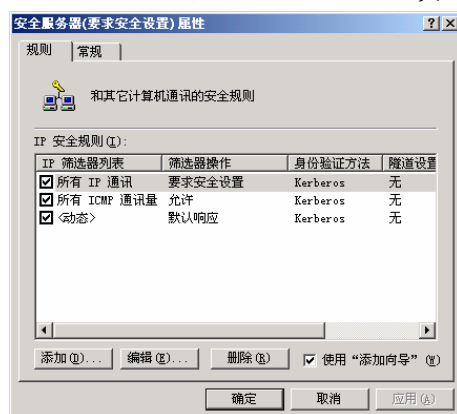 安全服务器(要求安全设置) 属性
规则 常规
和其它计算机通讯的安全规则
IP 安全规则(I):
IP 筛选器列表 筛选器操作 身份验证方法 隧道设置
所有 IP 通讯 要求安全设置 Kerberos 无
所有 ICMP 通讯量 允许 Kerberos 无
<动态> 默认响应 Kerberos 无
添加(D)... 编辑(E)... 删除(R) 使用“添加向导”(W)
确定 取消 应用(A)